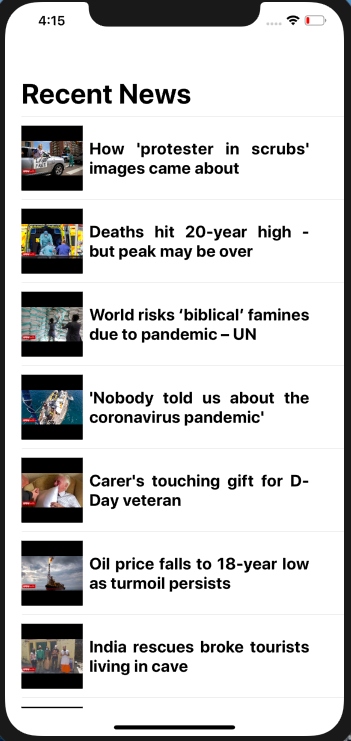 4:15
Recent News
How 'protester in scrubs'
images came about
Deaths hit 20-year high -
but peak may be over
World risks ‘biblical’ famines
due to pandemic – UN
'Nobody told us about the
coronavirus pandemic'
Carer's touching gift for D-
Day veteran
Oil price falls to 18-year low
as turmoil persists
India rescues broke tourists
living in cave